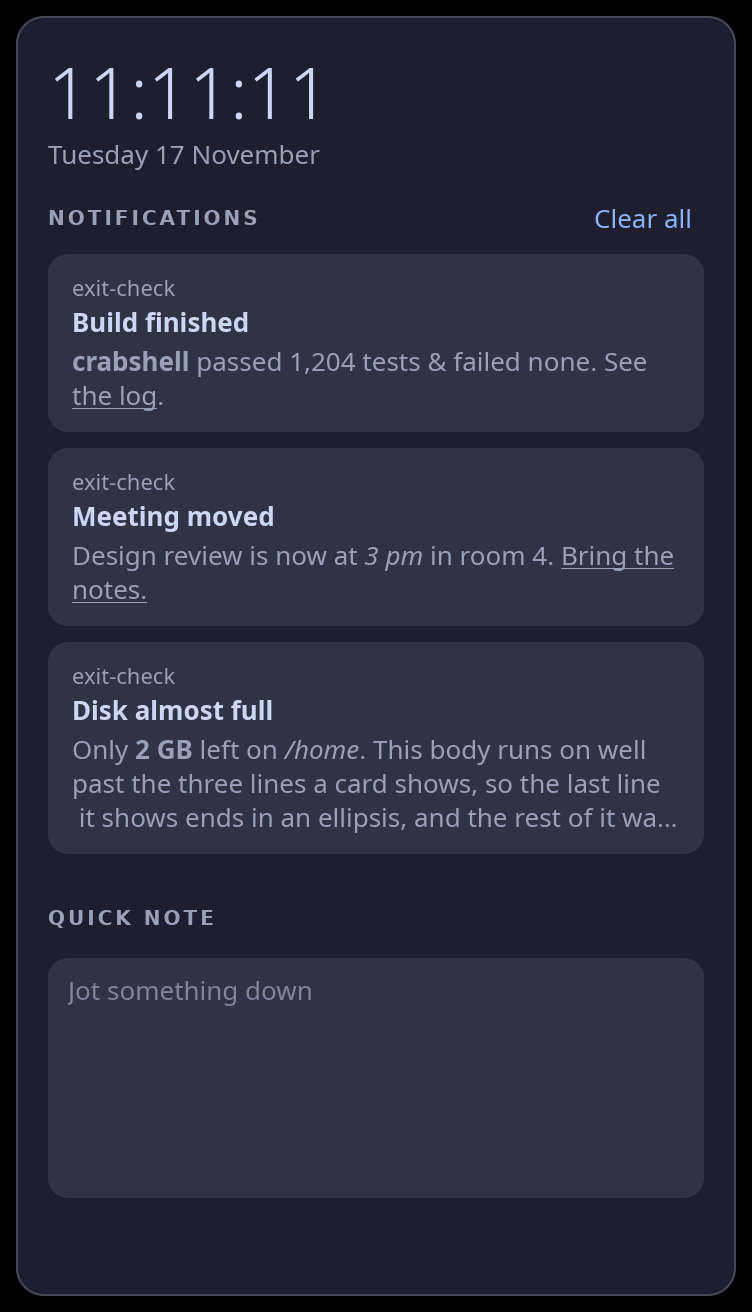 11:11:11
Tuesday 17 November
NOTIFICATIONS
Clear all
exit-check
Build finished
crabshell passed 1,204 tests & failed none. See
the log.
exit-check
Meeting moved
Design review is now at 3 pm in room 4. Bring the
notes.
exit-check
Disk almost full
Only 2 GB left on /home. This body runs on well
past the three lines a card shows, so the last line
it shows ends in an ellipsis, and the rest of it wa…
QUICK NOTE
Jot something down